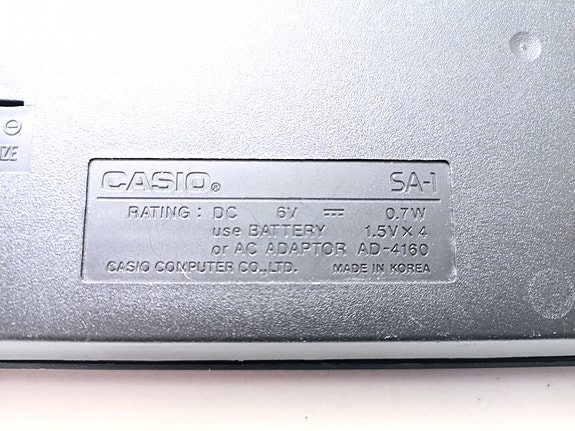 ⊖
IZE
CASIO® SA-1
RATING : DC 6V ⎓ 0.7W
use BATTERY 1.5V × 4
or AC ADAPTOR AD-4160
CASIO COMPUTER CO.,LTD. MADE IN KOREA